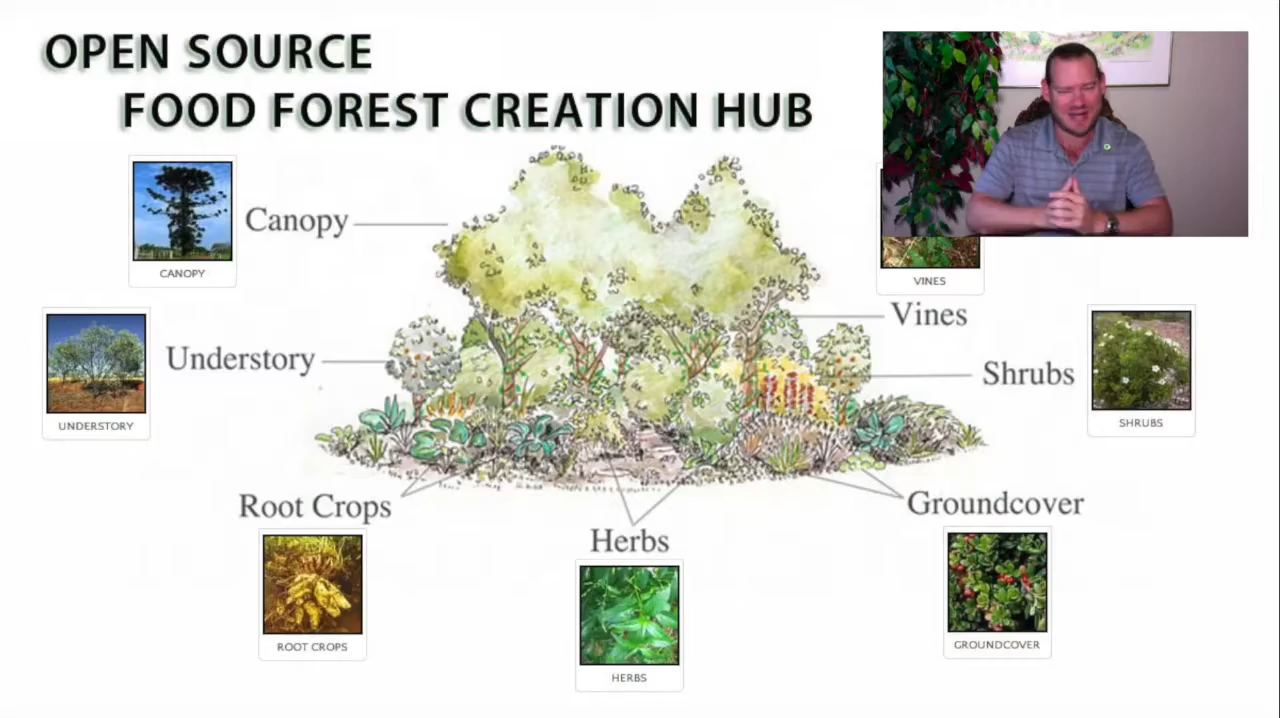 OPEN SOURCE
FOOD FOREST CREATION HUB
CANOPY
Canopy
VINES
Vines
UNDERSTORY
Understory
Shrubs
SHRUBS
Root Crops
Groundcover
Herbs
ROOT CROPS
HERBS
GROUNDCOVER